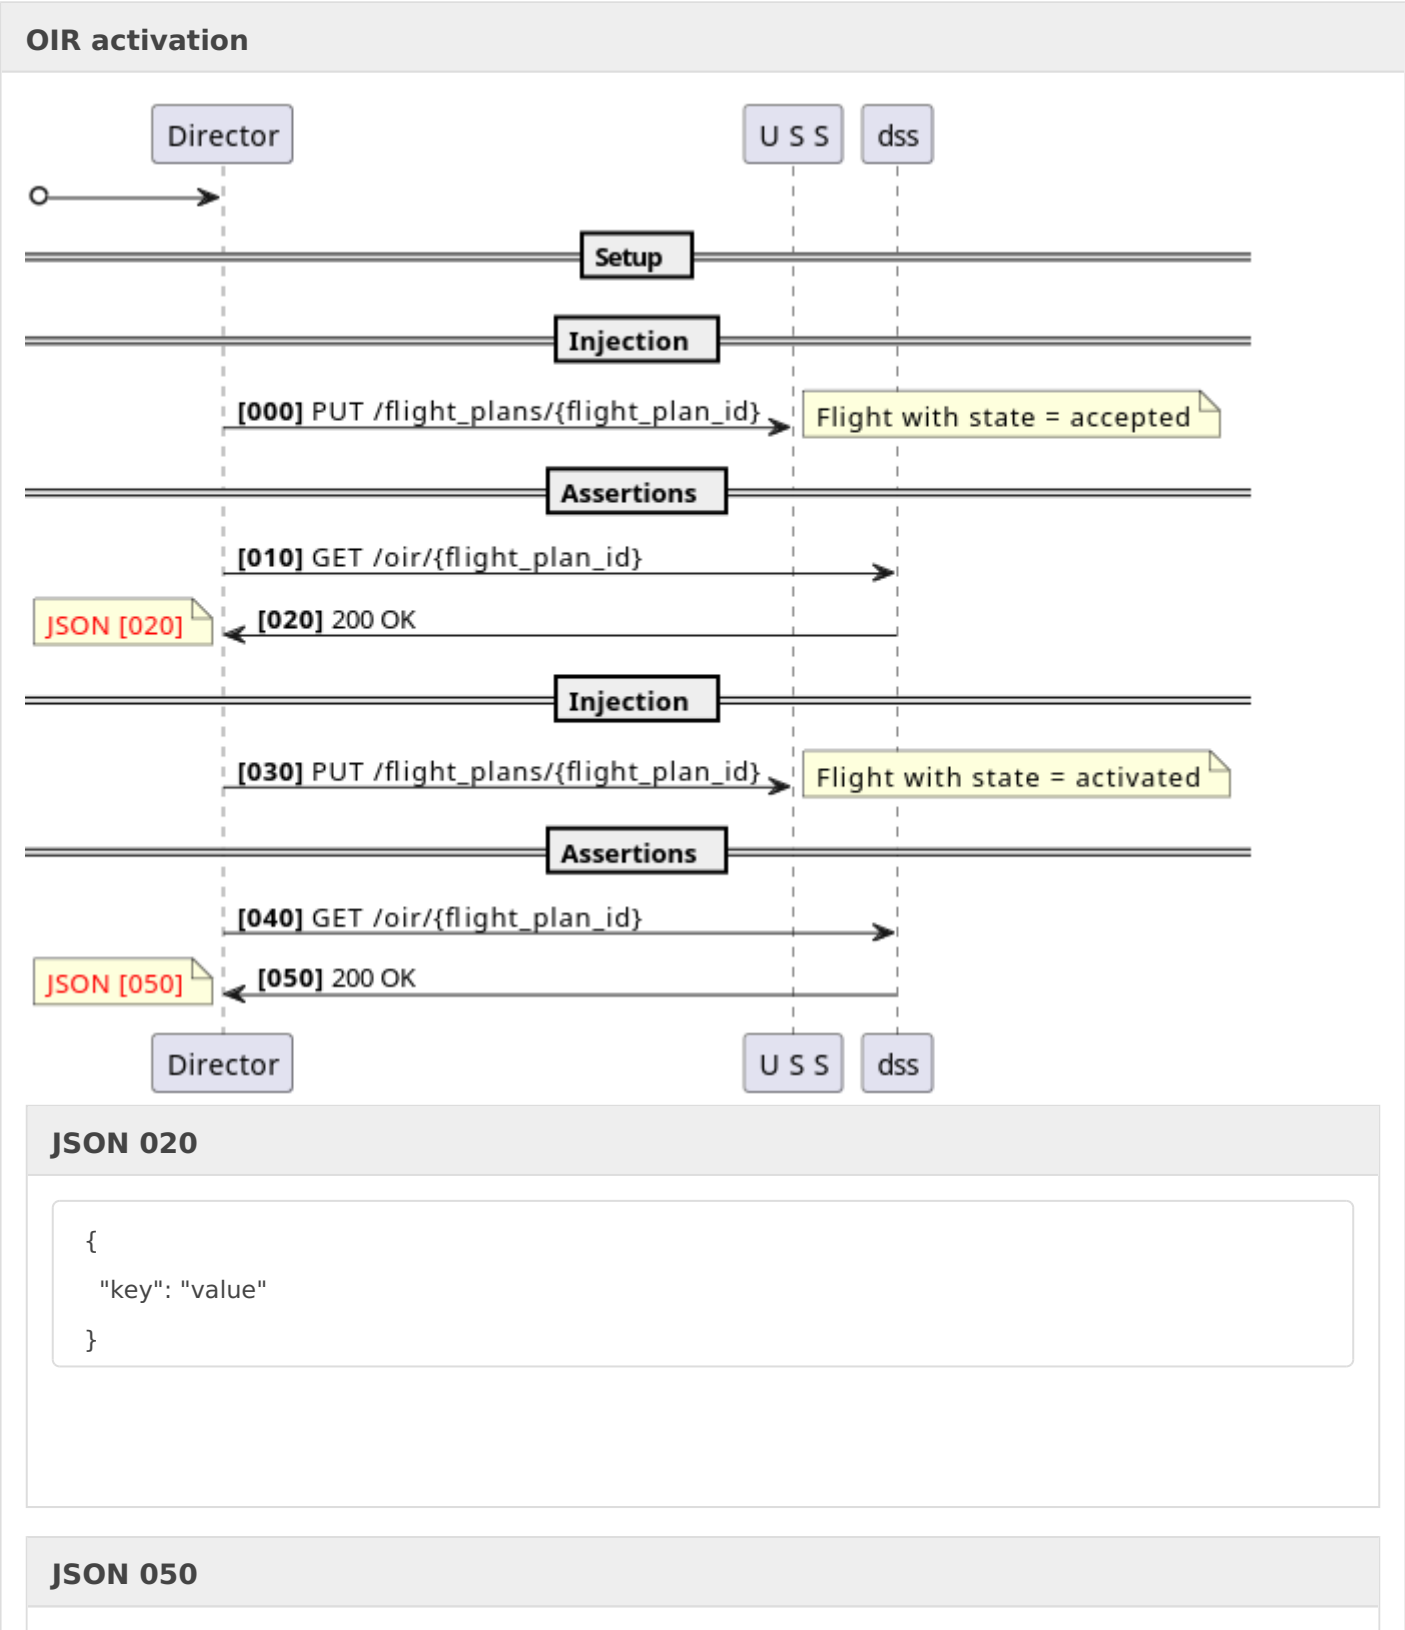 OIR activation
Director U S S dss
Setup
Injection
[000] PUT /flight_plans/{flight_plan_id} Flight with state = accepted
Assertions
[010] GET /oir/{flight_plan_id}
JSON [020] [020] 200 OK
Injection
[030] PUT /flight_plans/{flight_plan_id} Flight with state = activated
Assertions
[040] GET /oir/{flight_plan_id}
JSON [050] [050] 200 OK
Director U S S dss
JSON 020
{
"key": "value"
}
JSON 050